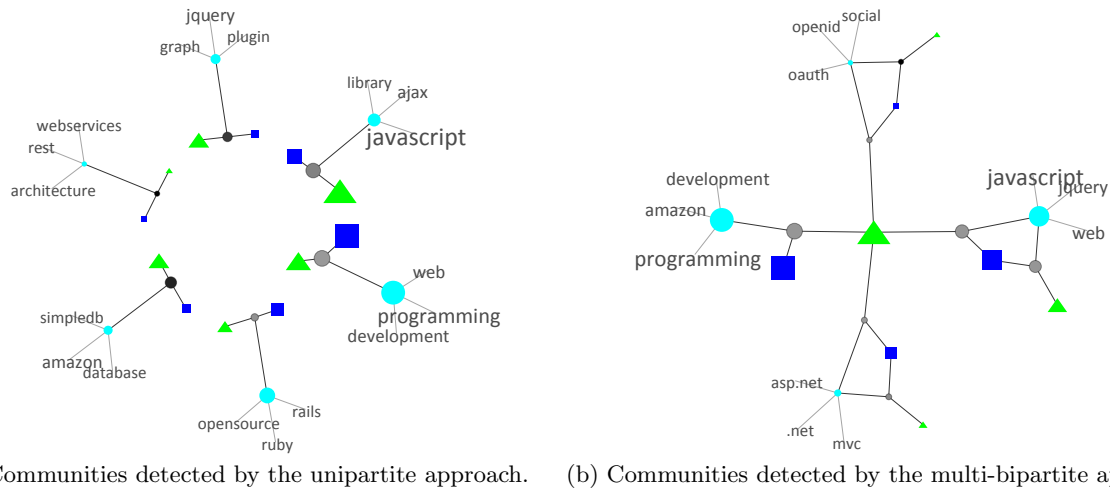 jquery
plugin
graph
library
ajax
javascript
webservices
rest
architecture
web
programming
development
simpledb
amazon
database
rails
opensource
ruby
social
openid
oauth
development
amazon
programming
javascript
jquery
web
asp.net
.net
mvc
Communities detected by the unipartite approach.
(b) Communities detected by the multi-bipartite ap